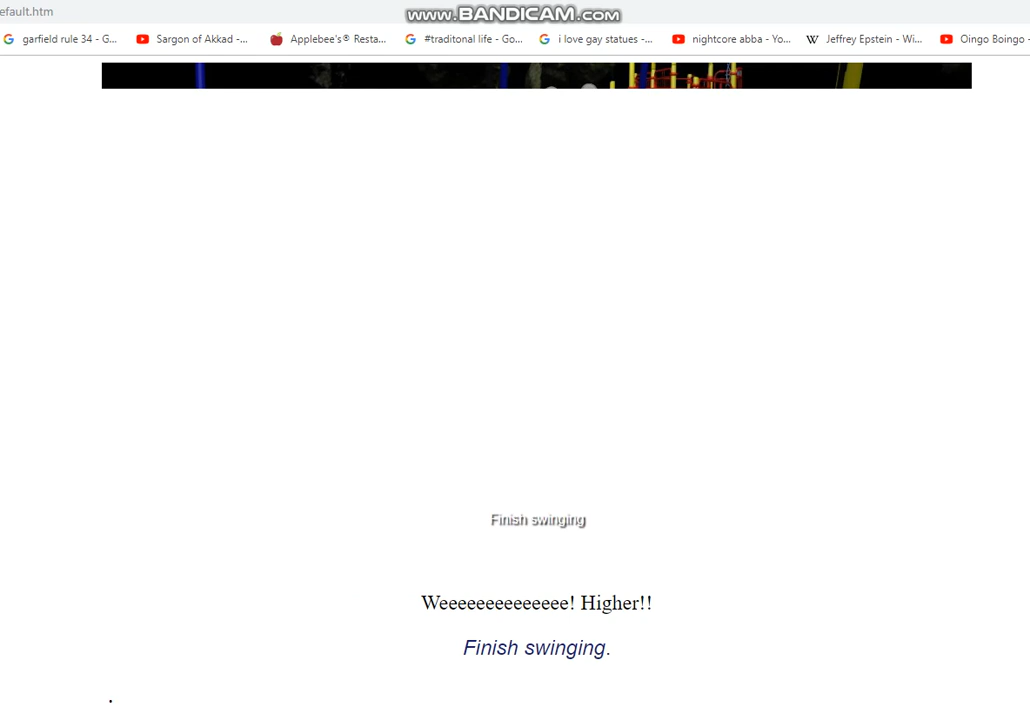 efault.htm
www.BANDICAM.com
garfield rule 34 - G... Sargon of Akkad -... Applebee's® Resta... #traditonal life - Go... i love gay statues -... nightcore abba - Yo... Jeffrey Epstein - Wi... Oingo Boingo -
Finish swinging
Weeeeeeeeeeeeee! Higher!!
Finish swinging.
.